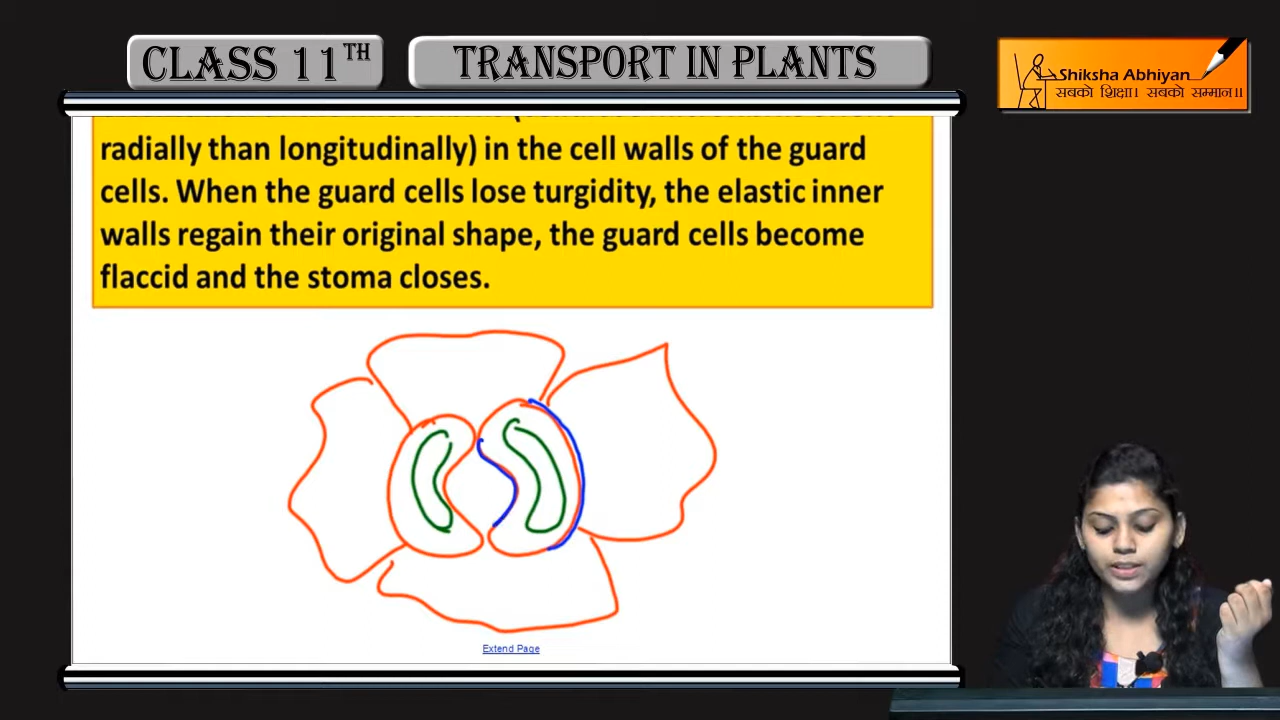 CLASS 11TH
TRANSPORT IN PLANTS
Shiksha Abhiyan
सबको शिक्षा। सबको सम्मान॥
radially than longitudinally) in the cell walls of the guard
cells. When the guard cells lose turgidity, the elastic inner
walls regain their original shape, the guard cells become
flaccid and the stoma closes.
Extend Page